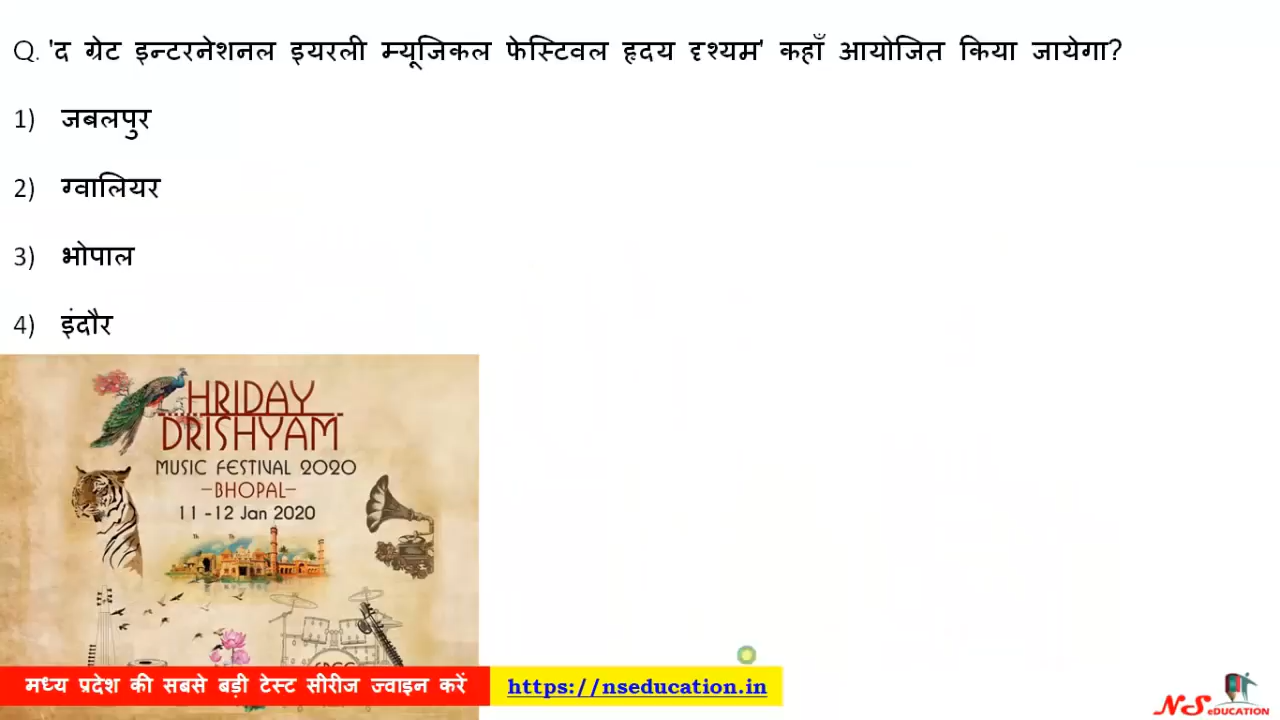 Q. 'द ग्रेट इन्टरनेशनल इयरली म्यूजिकल फेस्टिवल हृदय दृश्यम' कहाँ आयोजित किया जायेगा?
1) जबलपुर
2) ग्वालियर
3) भोपाल
4) इंदौर
HRIDAY
DRISHYAM
MUSIC FESTIVAL 2020
-BHOPAL-
11 -12 Jan 2020
मध्य प्रदेश की सबसे बड़ी टेस्ट सीरीज ज्वाइन करें
https://nseducation.in
NS eDUCATION